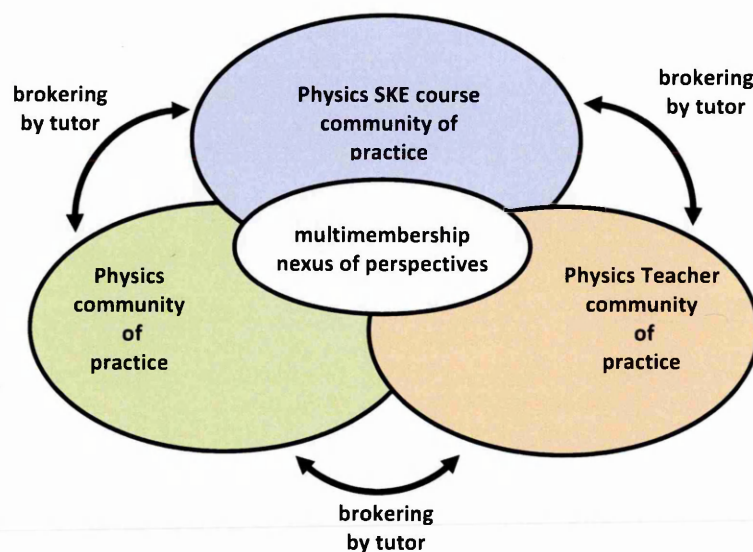 brokering
by tutor
Physics SKE course
community of
practice
brokering
by tutor
multimembership
nexus of perspectives
Physics
community
of
practice
Physics Teacher
community
of
practice
brokering
by tutor